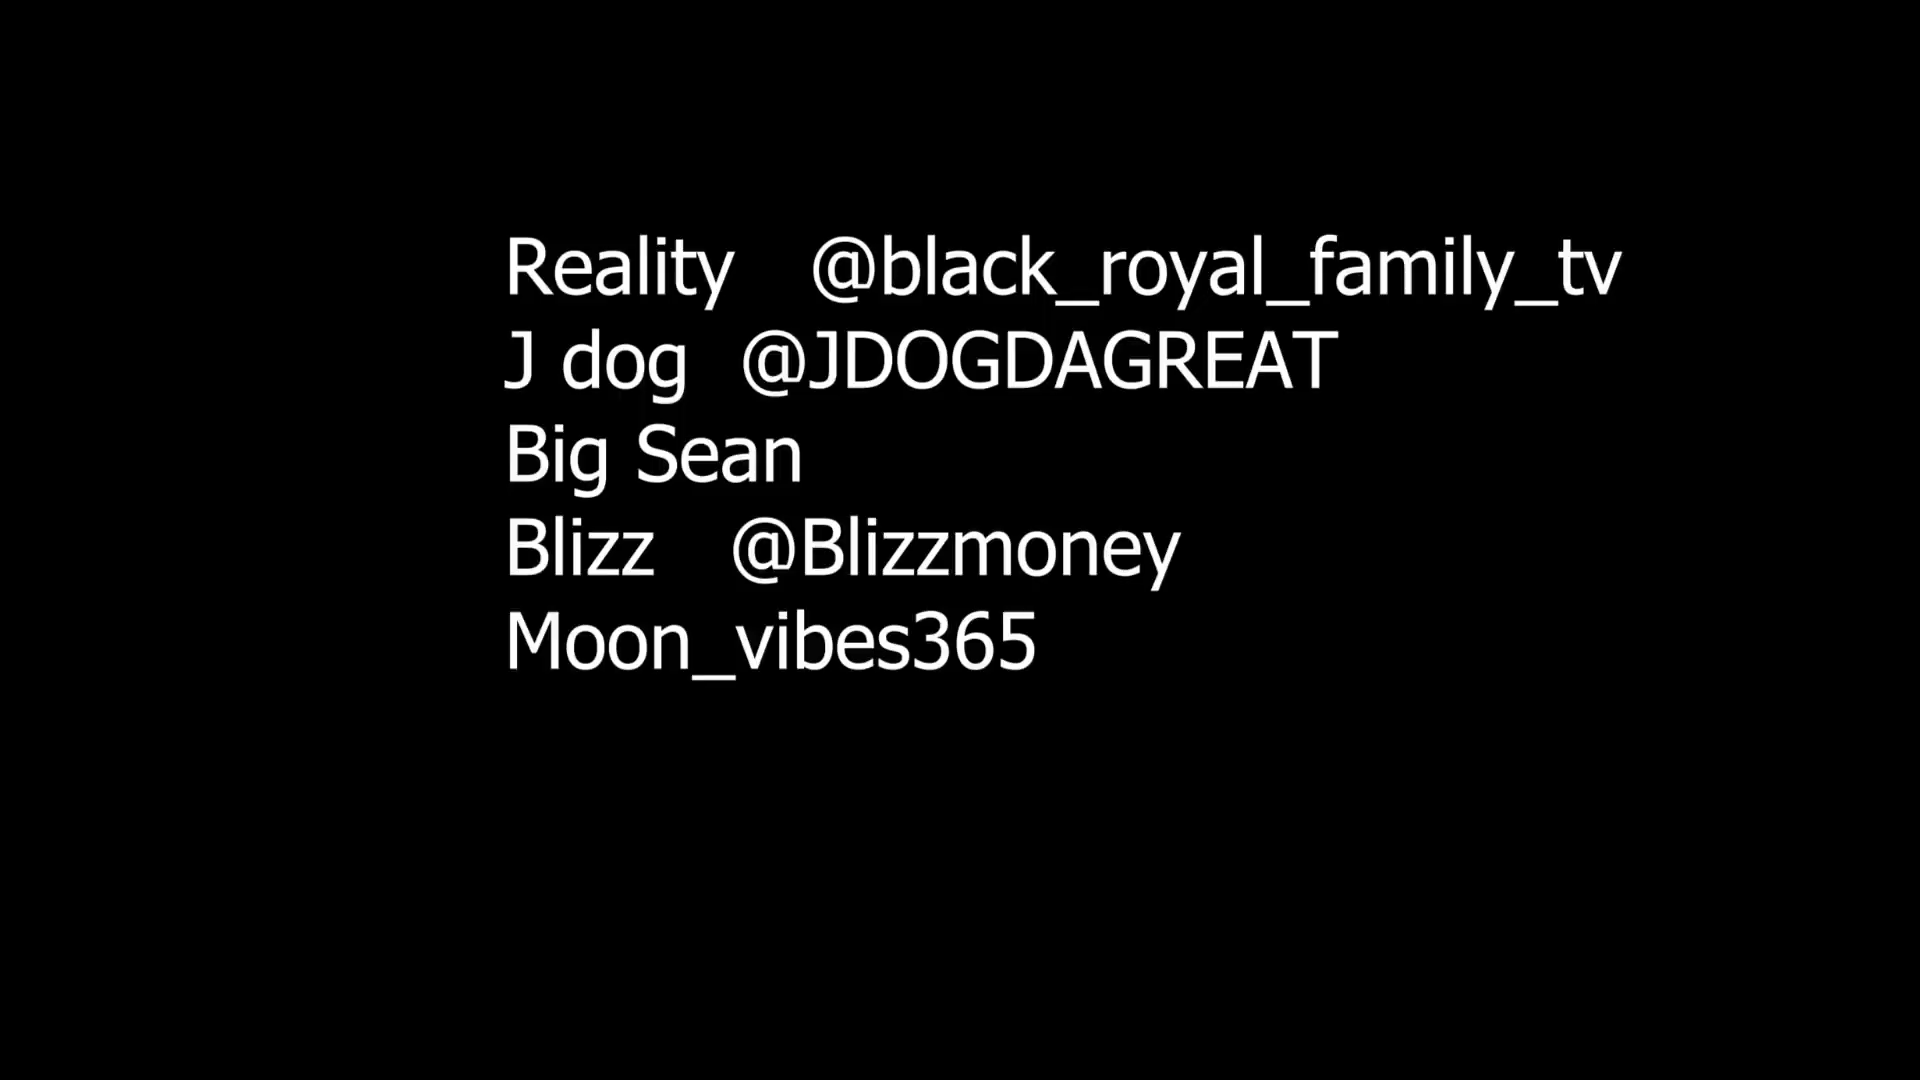 Reality @black_royal_family_tv
J dog @JDOGDAGREAT
Big Sean
Blizz @Blizzmoney
Moon_vibes365